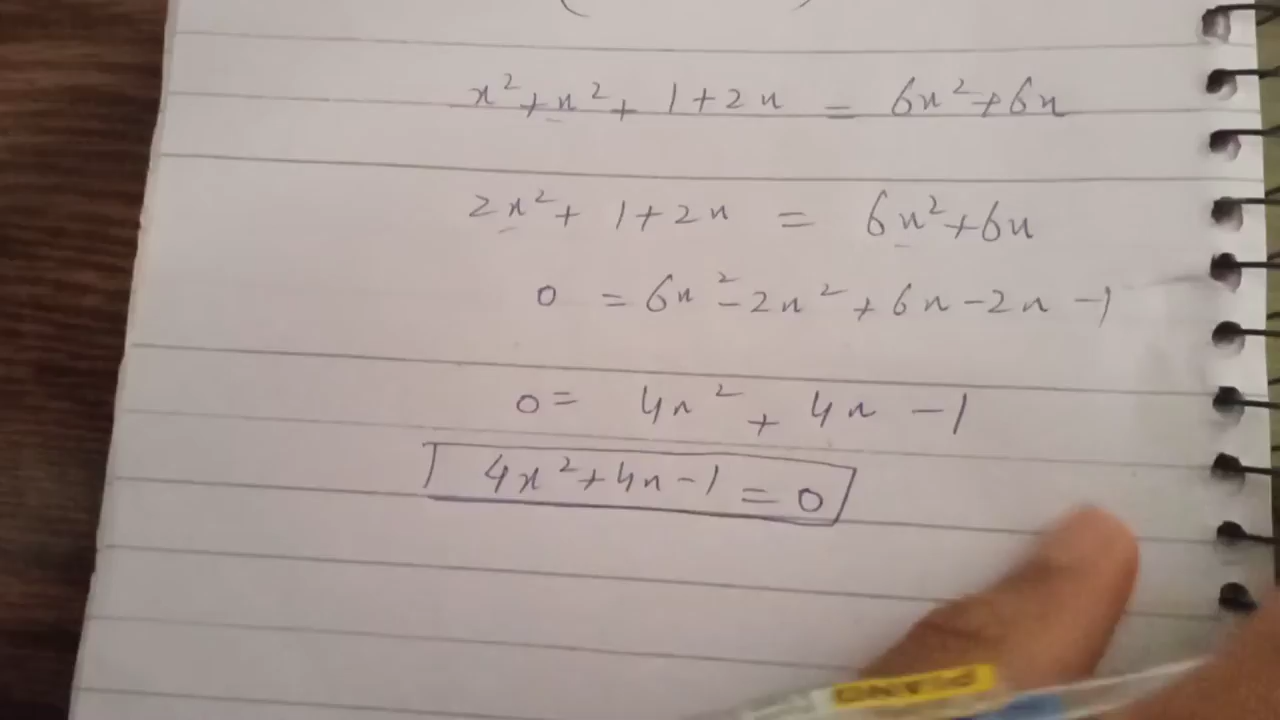 x² + x² + 1 + 2x = 6x² + 6x
2x² + 1 + 2x = 6x² + 6x
0 = 6x² - 2x² + 6x - 2x - 1
0 = 4x² + 4x - 1
4x² + 4x - 1 = 0
PIANO